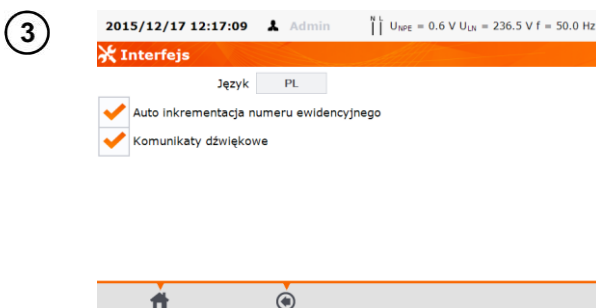 3
2015/12/17 12:17:09 Admin N L UNPE = 0.6 V ULN = 236.5 V f = 50.0 Hz
Interfejs
Język PL
Auto inkrementacja numeru ewidencyjnego
Komunikaty dźwiękowe